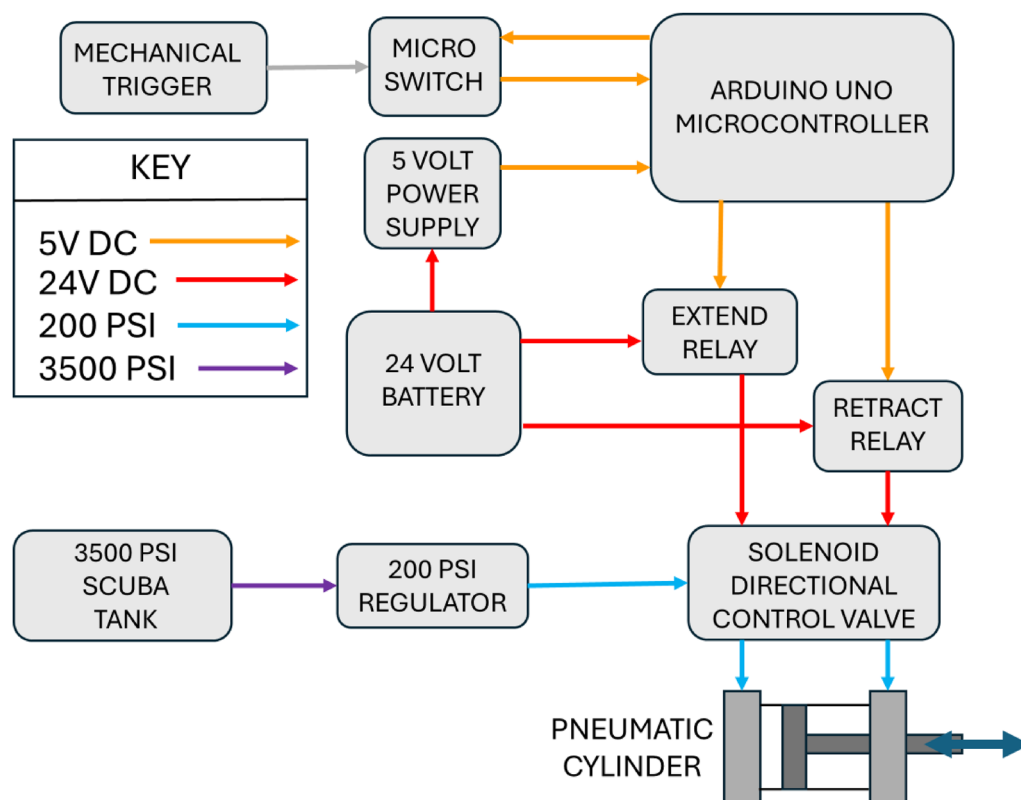 MECHANICAL
TRIGGER
MICRO
SWITCH
ARDUINO UNO
MICROCONTROLLER
KEY
5V DC
24V DC
200 PSI
3500 PSI
5 VOLT
POWER
SUPPLY
24 VOLT
BATTERY
EXTEND
RELAY
RETRACT
RELAY
3500 PSI
SCUBA
TANK
200 PSI
REGULATOR
SOLENOID
DIRECTIONAL
CONTROL VALVE
PNEUMATIC
CYLINDER